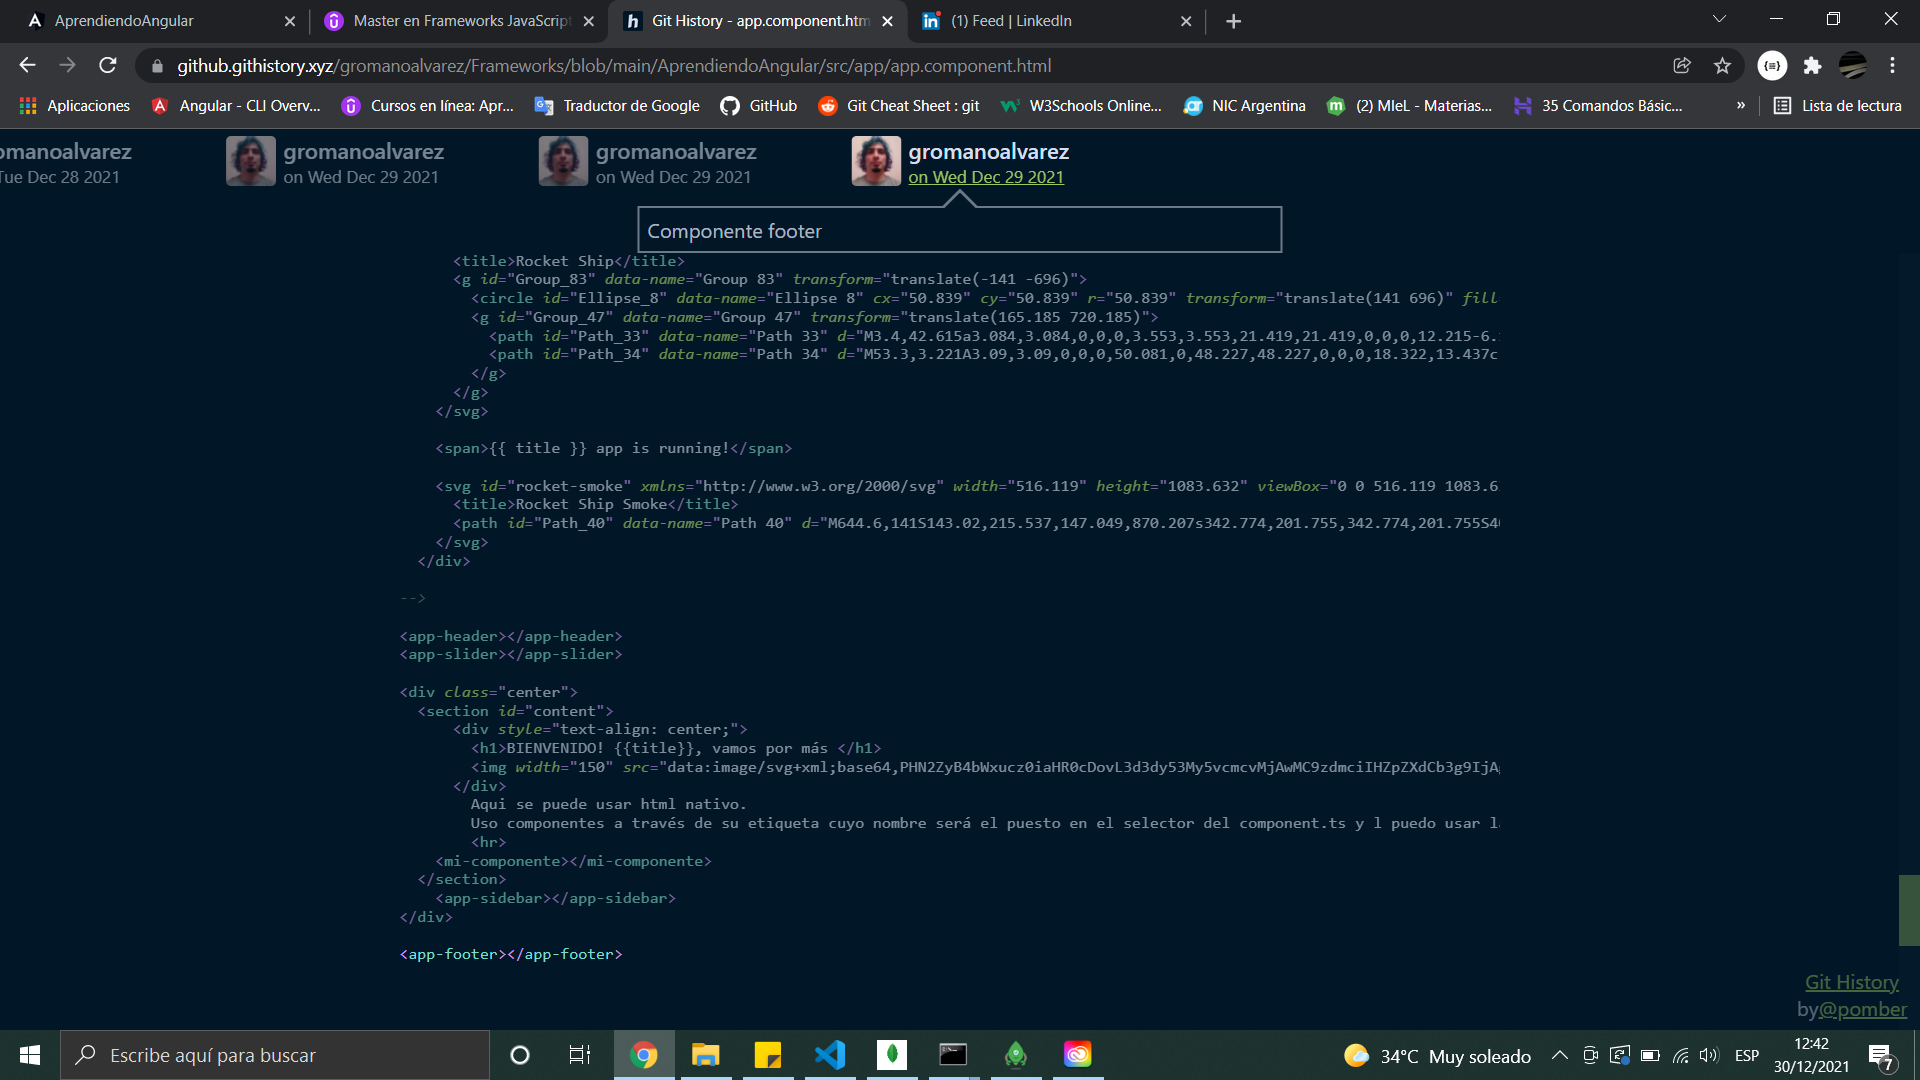 AprendiendoAngular
Master en Frameworks JavaScript
Git History - app.component.htm
(1) Feed | LinkedIn
github.githistory.xyz/gromanoalvarez/Frameworks/blob/main/AprendiendoAngular/src/app/app.component.html
Aplicaciones
Angular - CLI Overv...
Cursos en línea: Apr...
Traductor de Google
GitHub
Git Cheat Sheet : git
W3Schools Online...
NIC Argentina
(2) MIeL - Materias...
35 Comandos Básic...
»
Lista de lectura
omanoalvarez
Tue Dec 28 2021
gromanoalvarez
on Wed Dec 29 2021
gromanoalvarez
on Wed Dec 29 2021
gromanoalvarez
on Wed Dec 29 2021
Componente footer
<title>Rocket Ship</title>
<g id="Group_83" data-name="Group 83" transform="translate(-141 -696)">
<circle id="Ellipse_8" data-name="Ellipse 8" cx="50.839" cy="50.839" r="50.839" transform="translate(141 696)" fill
<g id="Group_47" data-name="Group 47" transform="translate(165.185 720.185)">
<path id="Path_33" data-name="Path 33" d="M3.4,42.615a3.084,3.084,0,0,0,3.553,3.553,21.419,21.419,0,0,0,12.215-6.
<path id="Path_34" data-name="Path 34" d="M53.3,3.221A3.09,3.09,0,0,0,50.081,0,48.227,48.227,0,0,0,18.322,13.437c
</g>
</g>
</svg>
<span>{{ title }} app is running!</span>
<svg id="rocket-smoke" xmlns="http://www.w3.org/2000/svg" width="516.119" height="1083.632" viewBox="0 0 516.119 1083.6
<title>Rocket Ship Smoke</title>
<path id="Path_40" data-name="Path 40" d="M644.6,141S143.02,215.537,147.049,870.207s342.774,201.755,342.774,201.755S4
</svg>
</div>
-->
<app-header></app-header>
<app-slider></app-slider>
<div class="center">
<section id="content">
<div style="text-align: center;">
<h1>BIENVENIDO! {{title}}, vamos por más </h1>
<img width="150" src="data:image/svg+xml;base64,PHN2ZyB4bWxucz0iaHR0cDovL3d3dy53My5vcmcvMjAwMC9zdmciIHZpZXdCb3g9IjA
</div>
Aqui se puede usar html nativo.
Uso componentes a través de su etiqueta cuyo nombre será el puesto en el selector del component.ts y l puedo usar l
<hr>
<mi-componente></mi-componente>
</section>
<app-sidebar></app-sidebar>
</div>
<app-footer></app-footer>
Git History
by@pomber
Escribe aquí para buscar
34°C Muy soleado
ESP
12:42
30/12/2021
7